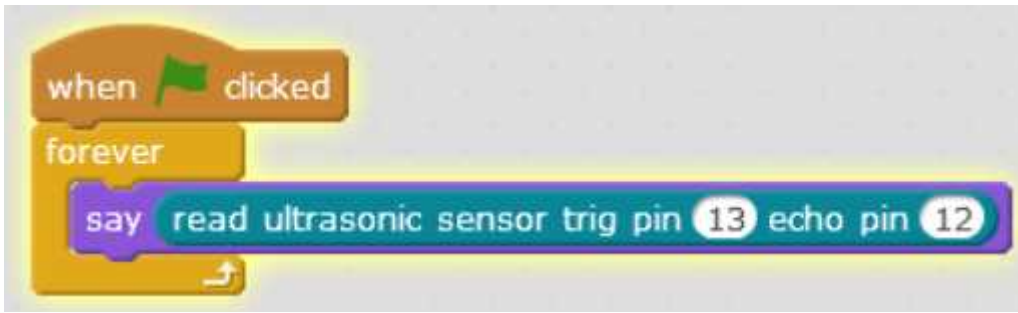 when clicked
forever
say read ultrasonic sensor trig pin 13 echo pin 12